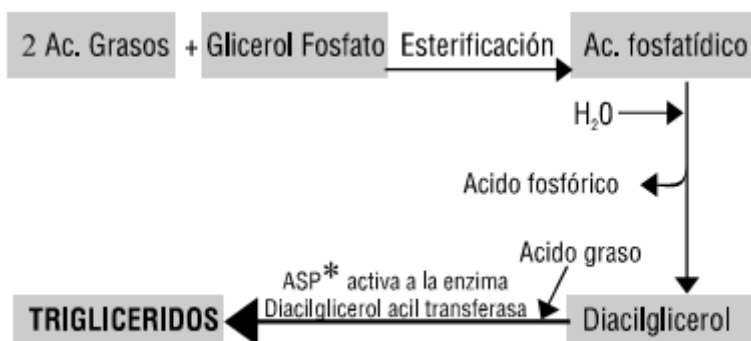 2 Ac. Grasos + Glicerol Fosfato Esterificación Ac. fosfatídico
H₂0
Acido fosfórico
Acido graso
ASP* activa a la enzima
Diacilglicerol acil transferasa
TRIGLICERIDOS
Diacilglicerol